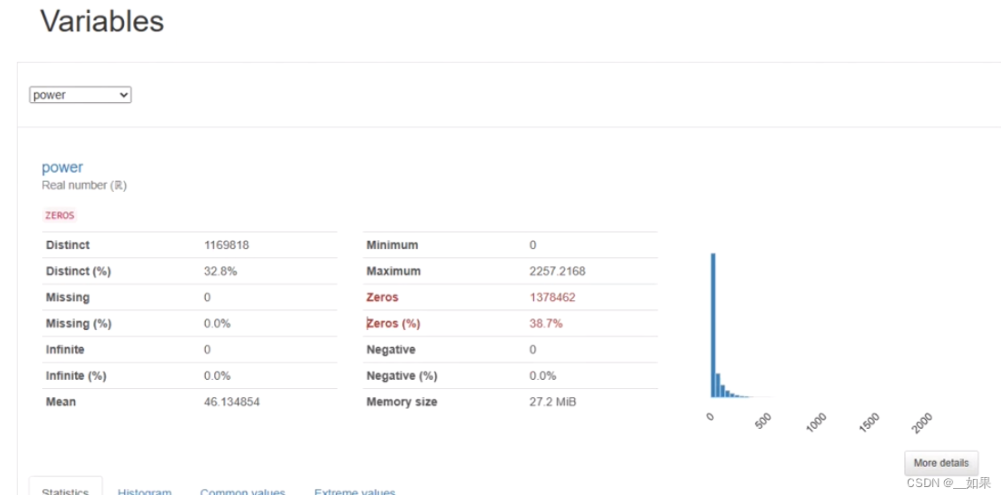 Variables
power
power
Real number (ℝ)
ZEROS
Distinct 1169818
Distinct (%) 32.8%
Missing 0
Missing (%) 0.0%
Infinite 0
Infinite (%) 0.0%
Mean 46.134854
Minimum 0
Maximum 2257.2168
Zeros 1378462
Zeros (%) 38.7%
Negative 0
Negative (%) 0.0%
Memory size 27.2 MiB
0 500 1000 1500 2000
More details
Statistics Histogram Common values Extreme values
CSDN @__如果